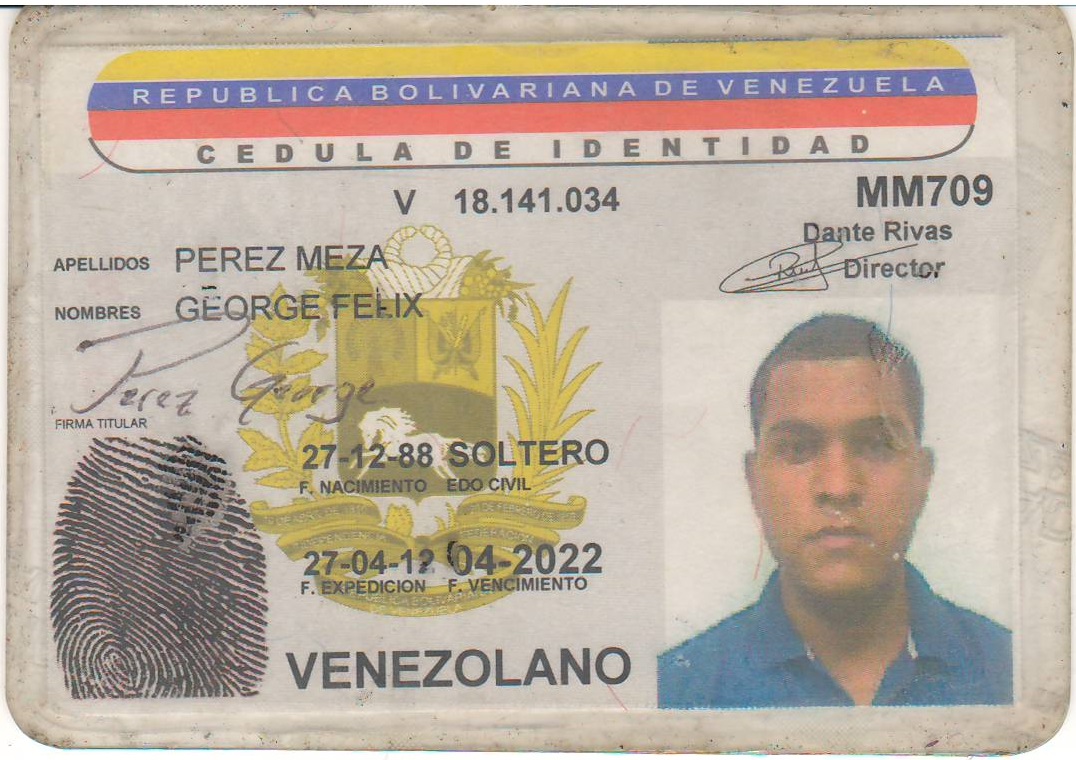 REPUBLICA BOLIVARIANA DE VENEZUELA
CEDULA DE IDENTIDAD
V 18.141.034
MM709
Dante Rivas
Director
APELLIDOS PEREZ MEZA
NOMBRES GEORGE FELIX
Perez George
FIRMA TITULAR
27-12-88 SOLTERO
F. NACIMIENTO EDO CIVIL
27-04-12 04-2022
F. EXPEDICION F. VENCIMIENTO
VENEZOLANO